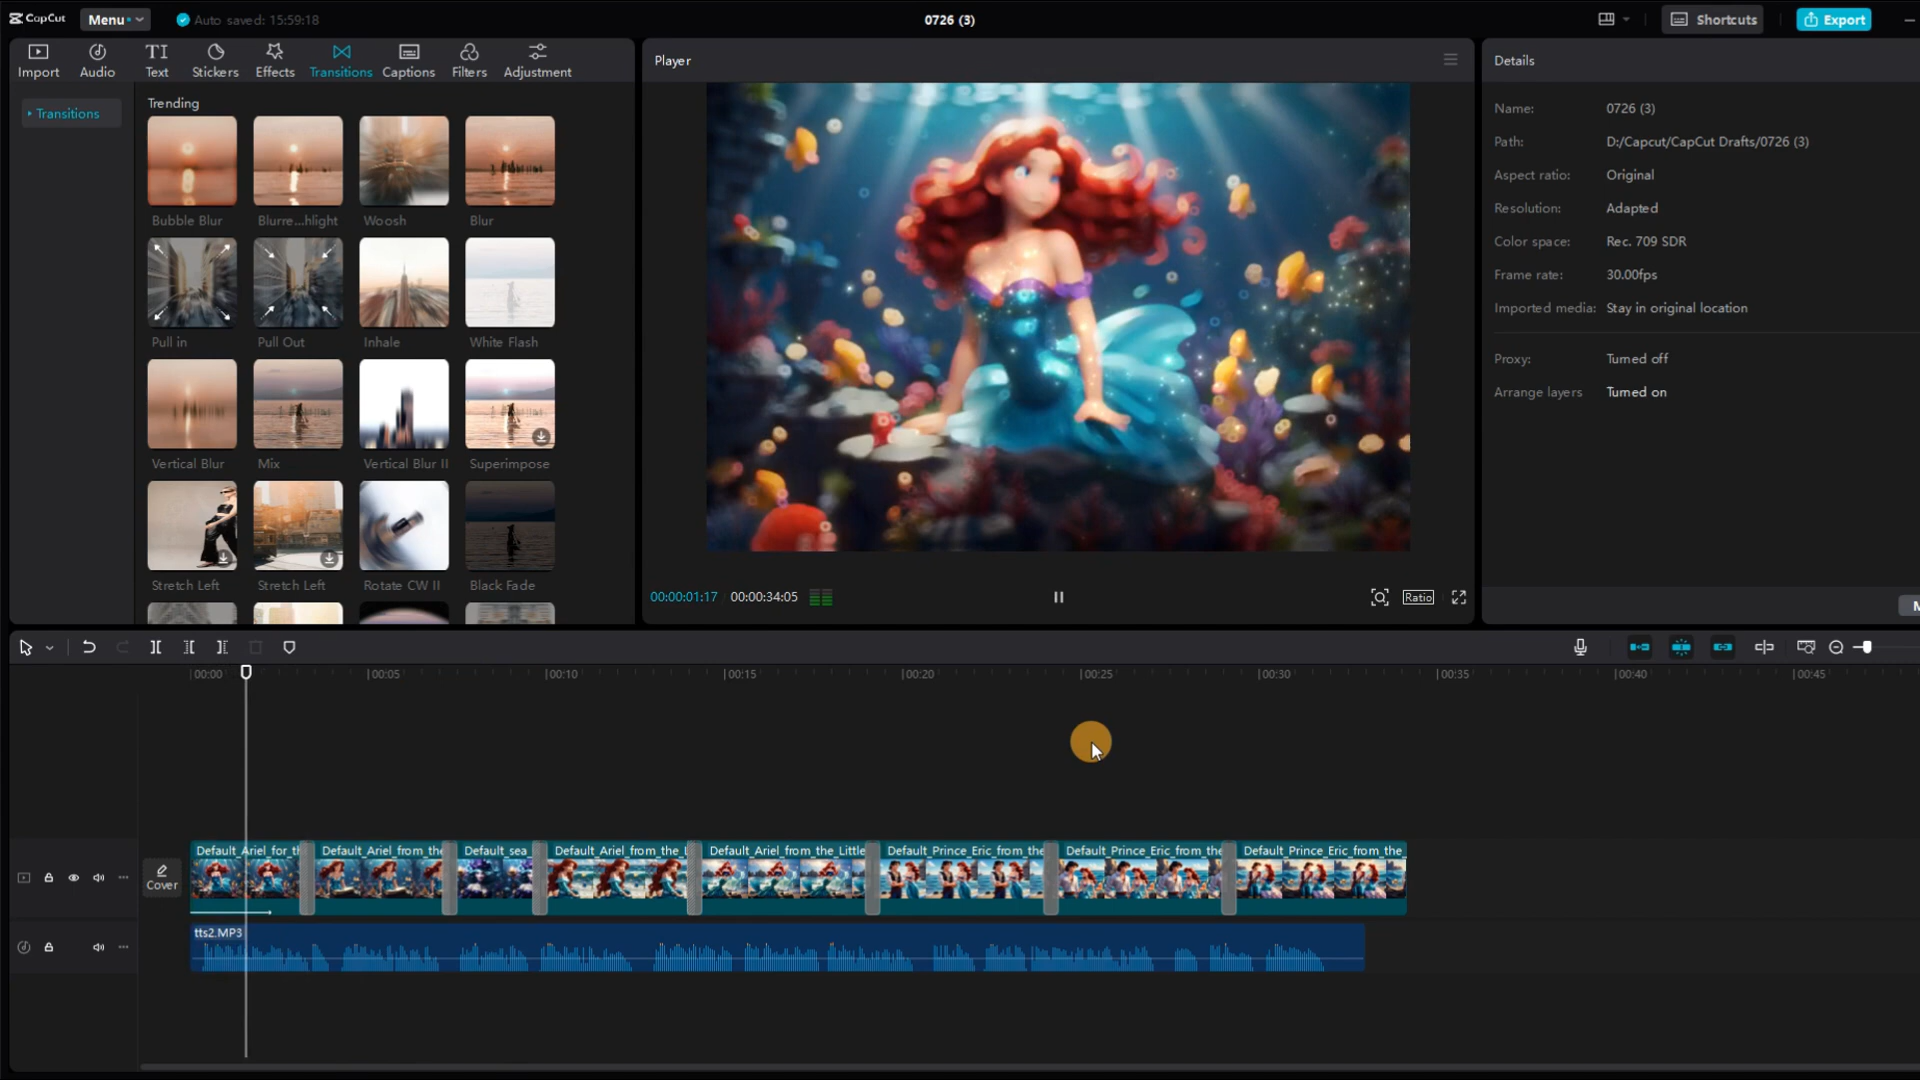 CapCut
Menu
Auto saved: 15:59:18
0726 (3)
Shortcuts
Export
Import
Audio
TI
Text
Stickers
Effects
Transitions
Captions
Filters
Adjustment
Transitions
Trending
Bubble Blur
Blurre...hlight
Woosh
Blur
Pull in
Pull Out
Inhale
White Flash
Vertical Blur
Mix
Vertical Blur II
Superimpose
Stretch Left
Stretch Left
Rotate CW II
Black Fade
Player
00:00:01:17
00:00:34:05
Ratio
Details
Name:
0726 (3)
Path:
D:/Capcut/CapCut Drafts/0726 (3)
Aspect ratio:
Original
Resolution:
Adapted
Color space:
Rec. 709 SDR
Frame rate:
30.00fps
Imported media:
Stay in original location
Proxy:
Turned off
Arrange layers
Turned on
M
00:00
00:05
00:10
00:15
00:20
00:25
00:30
00:35
00:40
00:45
Cover
Default_Ariel_for_th
Default_Ariel_from_the
Default_sea
Default_Ariel_from_the_L
Default_Ariel_from_the_Little
Default_Prince_Eric_from_the
Default_Prince_Eric_from_the
Default_Prince_Eric_from_the
tts2.MP3